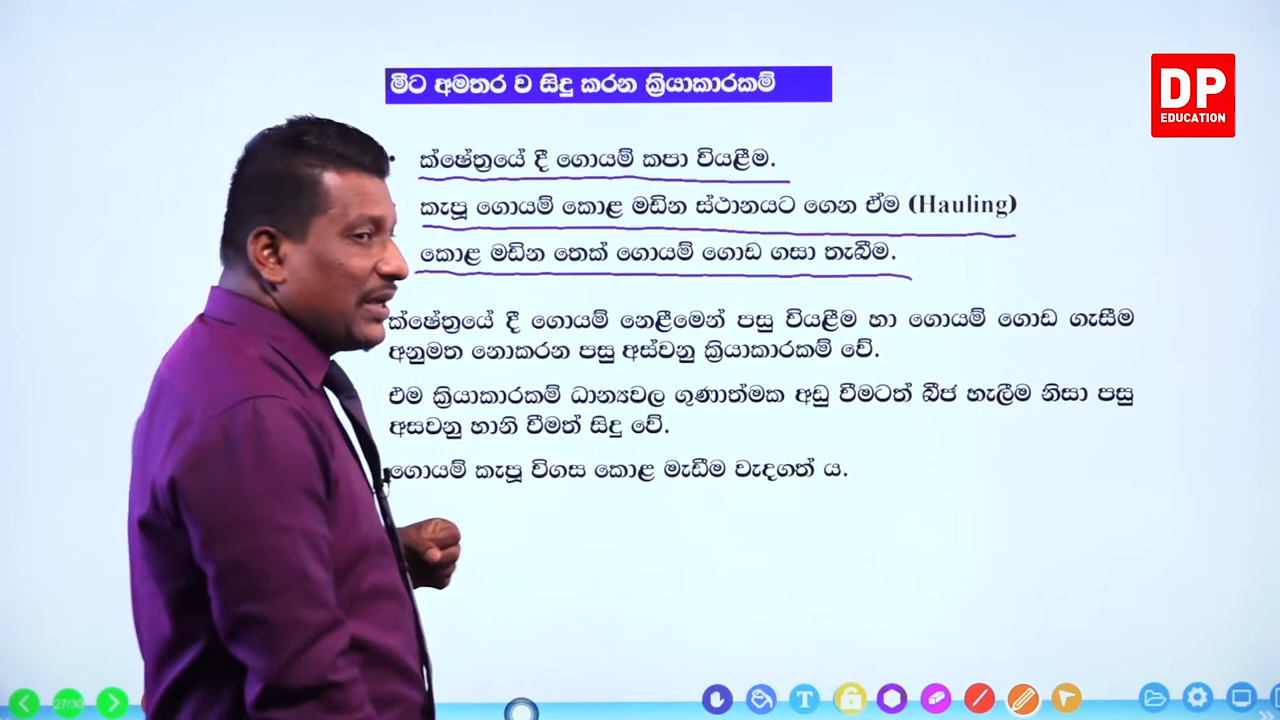 මීට අමතර ව සිදු කරන ක්‍රියාකාරකම්
DP
EDUCATION
ක්ෂේත්‍රයේ දී ගොයම් කපා වියළීම.
කැපූ ගොයම් කොළ මඩින ස්ථානයට ගෙන ඒම (Hauling)
කොළ මඩින තෙක් ගොයම් ගොඩ ගසා තැබීම.
ක්ෂේත්‍රයේ දී ගොයම් නෙළීමෙන් පසු වියළීම හා ගොයම් ගොඩ ගැසීම
අනුමත නොකරන පසු අස්වනු ක්‍රියාකාරකම් වේ.
එම ක්‍රියාකාරකම් ධාන්‍යවල ගුණාත්මක අඩු වීමටත් බීජ හැලීම නිසා පසු
අසවනු හානි වීමත් සිදු වේ.
ගොයම් කැපූ විගස කොළ මැඩීම වැදගත් ය.
27/30